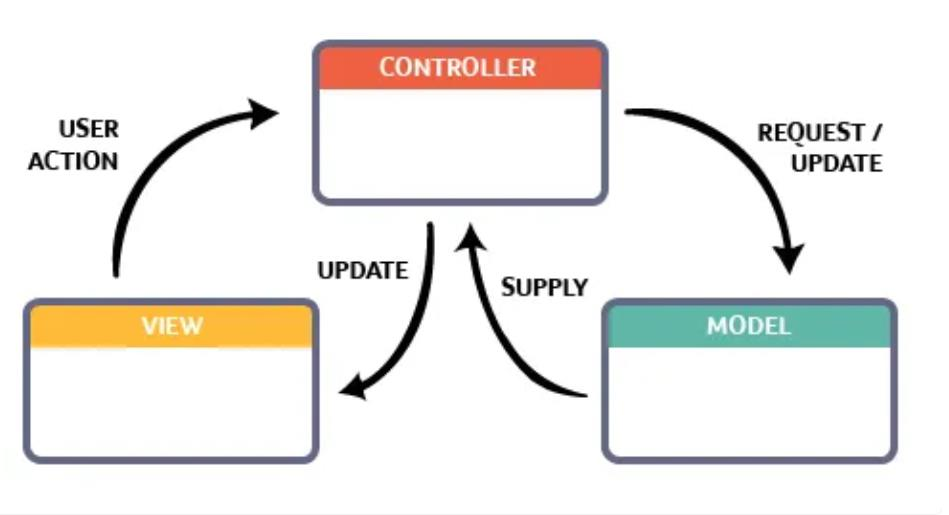 CONTROLLER
USER
ACTION
REQUEST /
UPDATE
UPDATE
SUPPLY
VIEW
MODEL